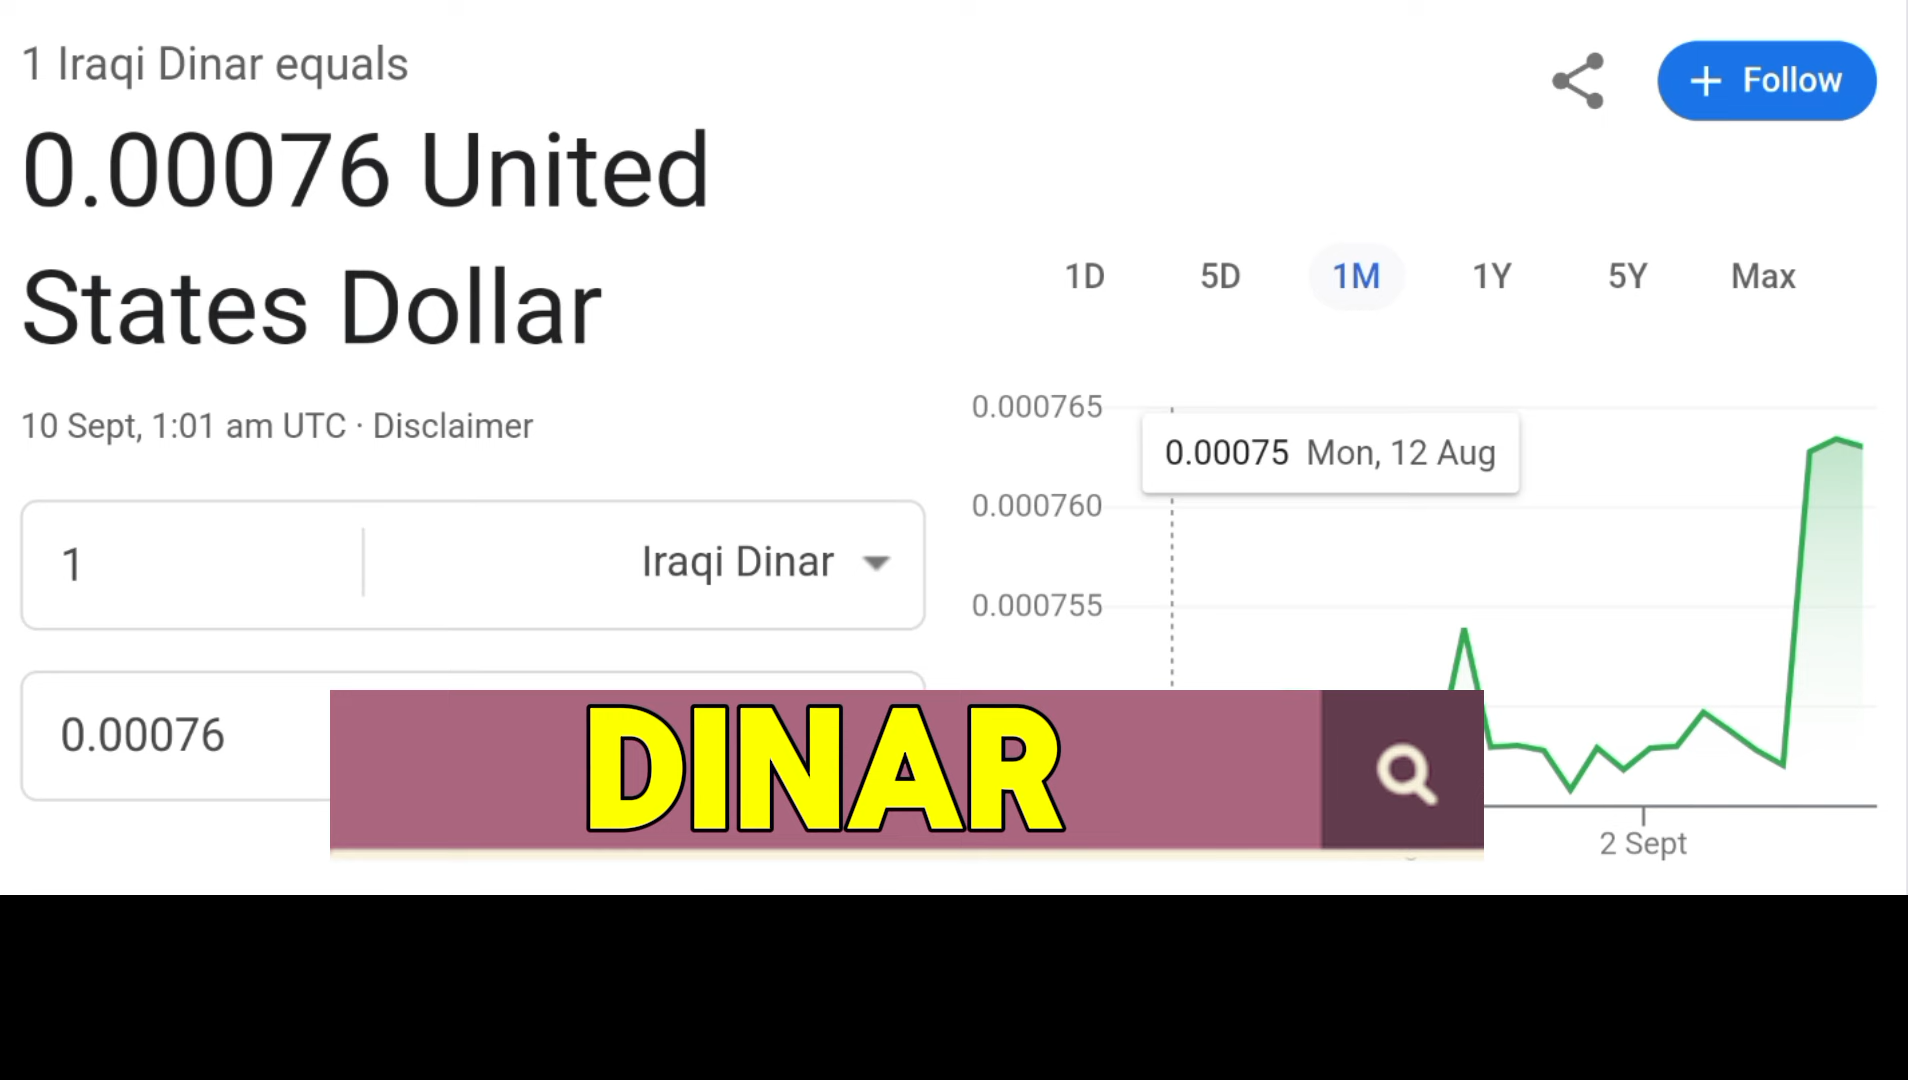 1 Iraqi Dinar equals
0.00076 United
States Dollar
10 Sept, 1:01 am UTC · Disclaimer
1
Iraqi Dinar
0.00076
Follow
1D 5D 1M 1Y 5Y Max
0.000765
0.00075 Mon, 12 Aug
0.000760
0.000755
2 Sept
DINAR